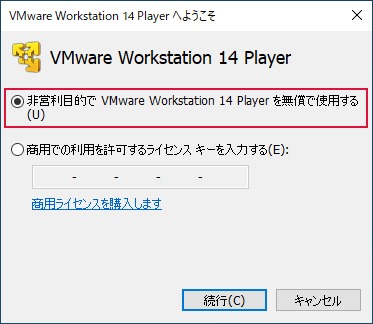 VMware Workstation 14 Player へようこそ
VMware Workstation 14 Player
非営利目的で VMware Workstation 14 Player を無償で使用する
(U)
商用での利用を許可するライセンス キーを入力する(E):
- - - -
商用ライセンスを購入します
続行(C)
キャンセル